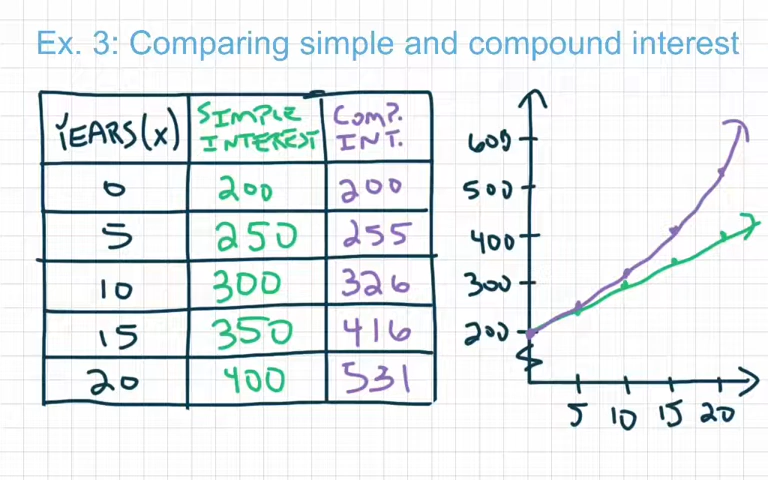 Ex. 3: Comparing simple and compound interest
YEARS(X) SIMPLE INTEREST COMP. INT.
0 200 200
5 250 255
10 300 326
15 350 416
20 400 531
600
500
400
300
200
5 10 15 20